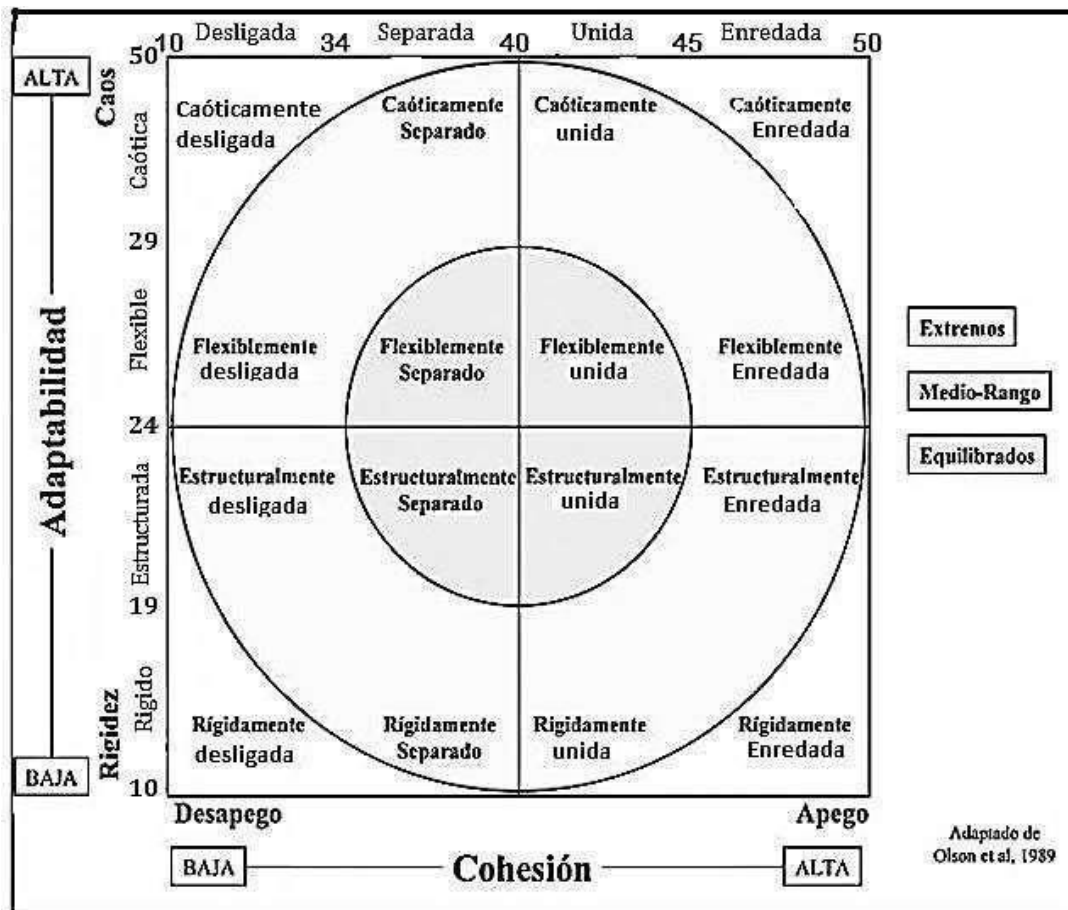 Desligada Separada Unida Enredada
10 34 40 45 50
50
ALTA
Caos
Caótica
Caóticamente
desligada
Caóticamente
Separado
Caóticamente
unida
Caóticamente
Enredada
29
Flexible
Adaptabilidad
Flexiblemente
desligada
Flexiblemente
Separado
Flexiblemente
unida
Flexiblemente
Enredada
Extremos
Medio-Rango
Equilibrados
24
Estructurada
Estructuralmente
desligada
Estructuralmente
Separado
Estructuralmente
unida
Estructuralmente
Enredada
19
Rígido
Rigidez
Rígidamente
desligada
Rígidamente
Separado
Rígidamente
unida
Rígidamente
Enredada
BAJA
10
Desapego Apego
BAJA Cohesión ALTA
Adaptado de
Olson et al, 1989